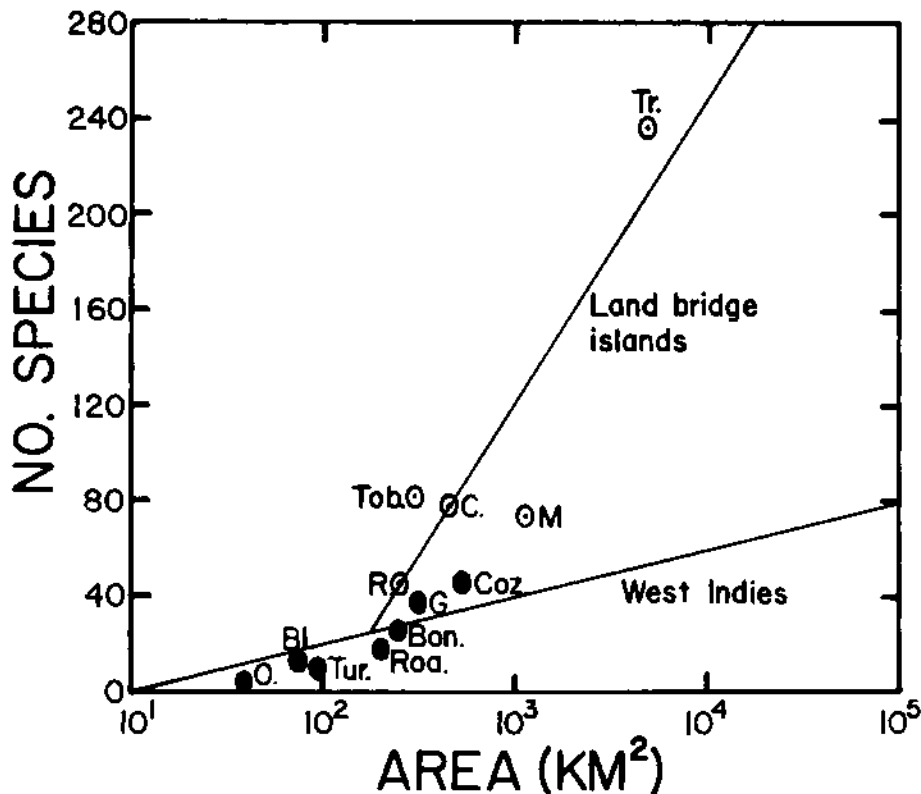 NO. SPECIES
280
240
200
160
120
80
40
0
Tr.
Land bridge
islands
Tob.
C.
M
R
G
Coz
West Indies
Bl.
Bon.
O.
Tur.
Roa.
10¹
10²
10³
10⁴
10⁵
AREA (KM²)